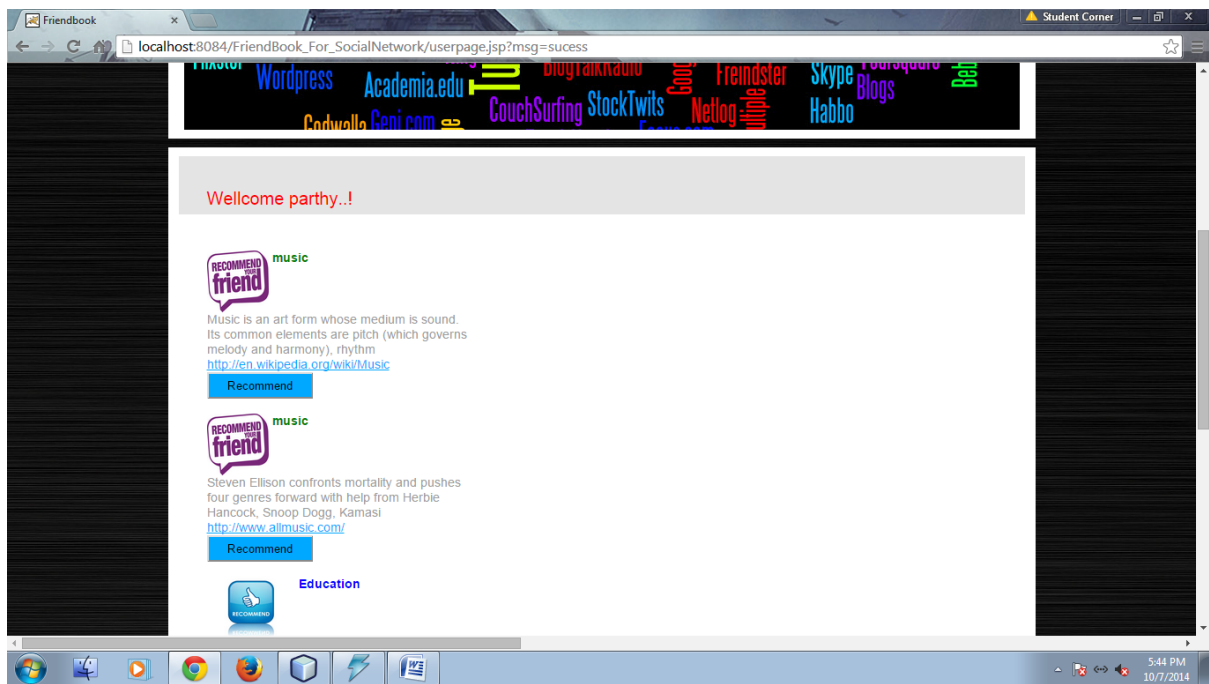 Friendbook
Student Corner
localhost:8084/FriendBook_For_SocialNetwork/userpage.jsp?msg=sucess
Wordpress
Academia.edu
BlogTalkRadio
Freindster
Skype
Blogs
CouchSurfing
StockTwits
Netlog
Habbo
Geni.com
Wellcome parthy..!
RECOMMEND
YOUR
friend
music
Music is an art form whose medium is sound.
Its common elements are pitch (which governs
melody and harmony), rhythm
http://en.wikipedia.org/wiki/Music
Recommend
RECOMMEND
YOUR
friend
music
Steven Ellison confronts mortality and pushes
four genres forward with help from Herbie
Hancock, Snoop Dogg, Kamasi
http://www.allmusic.com/
Recommend
Education
RECOMMEND
5:44 PM
10/7/2014